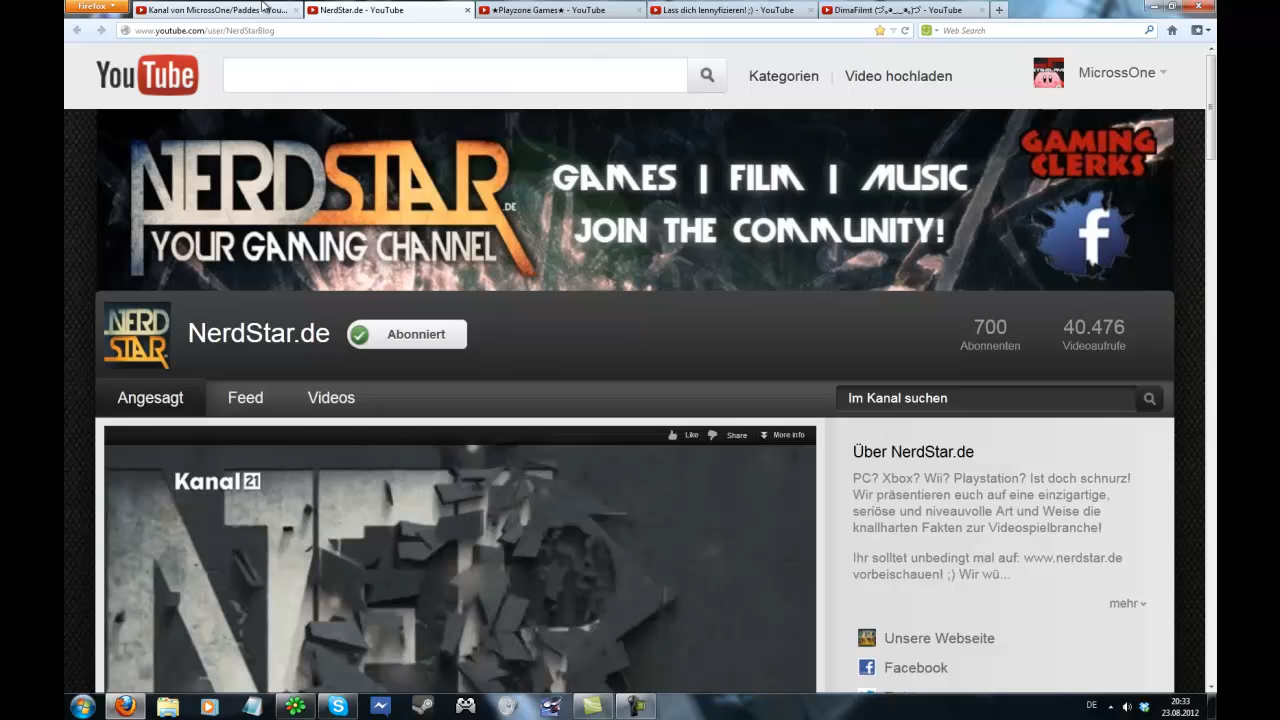 Firefox
Kanal von MicrossOne/Paddes - You...
NerdStar.de - YouTube
★Playzone Games★ - YouTube
Lass dich lennyfizieren! ;) - YouTube
- YouTube
www.youtube.com/user/NerdStarBlog
Web Search
YouTube
Kategorien
Video hochladen
MicrossOne
NERDSTAR
.DE
YOUR GAMING CHANNEL
GAMES | FILM | MUSIC
JOIN THE COMMUNITY!
GAMING
CLERKS
f
NERD
STAR
NerdStar.de
Abonniert
700
Abonnenten
40.476
Videoaufrufe
Angesagt
Feed
Videos
Im Kanal suchen
Like
Share
More info
Kanal 21
Über NerdStar.de
PC? Xbox? Wii? Playstation? Ist doch schnurz!
Wir präsentieren euch auf eine einzigartige,
seriöse und niveauvolle Art und Weise die
knallharten Fakten zur Videospielbranche!
Ihr solltet unbedingt mal auf: www.nerdstar.de
vorbeischauen! ;) Wir wü...
mehr
Unsere Webseite
Facebook
DE
20:33
23.08.2012